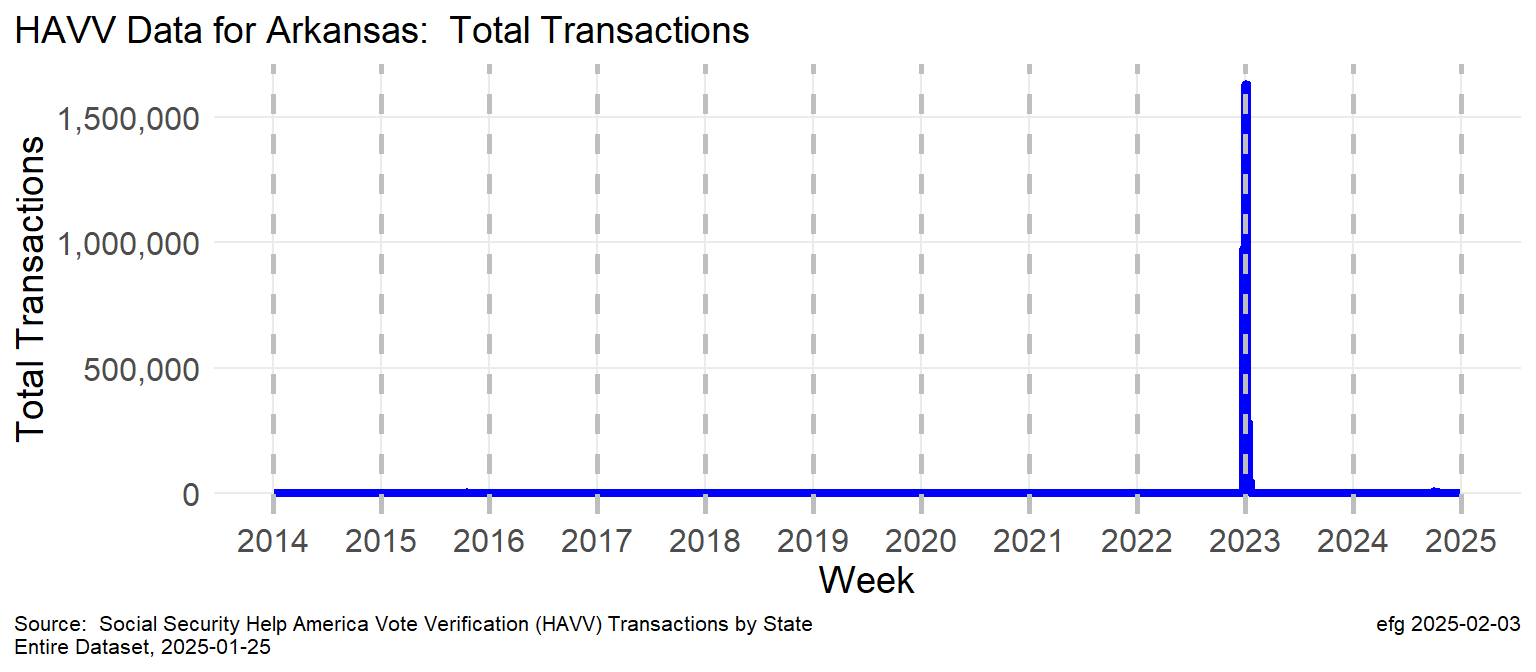 HAVV Data for Arkansas:  Total Transactions
Total Transactions
1,500,000
1,000,000
500,000
0
2014 2015 2016 2017 2018 2019 2020 2021 2022 2023 2024 2025
Week
Source:  Social Security Help America Vote Verification (HAVV) Transactions by State
Entire Dataset, 2025-01-25
efg 2025-02-03